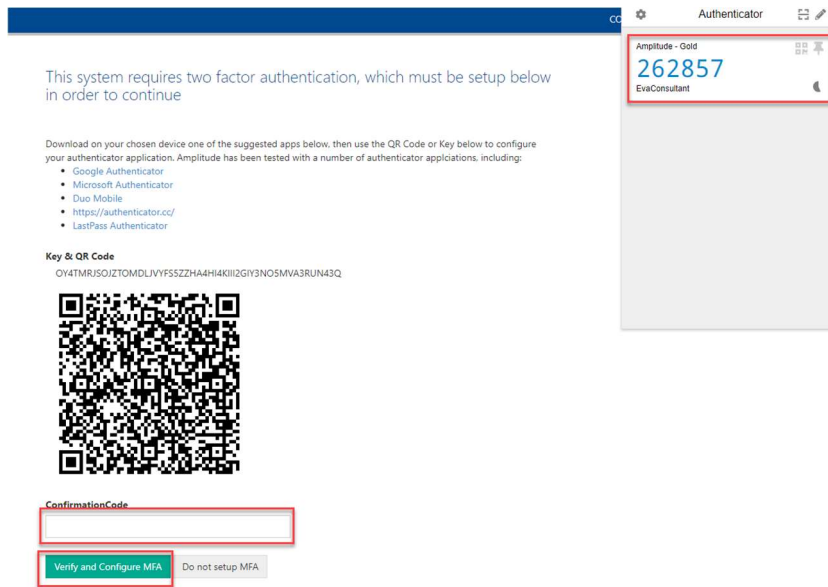 CO
Authenticator
This system requires two factor authentication, which must be setup below
in order to continue
Amplitude - Gold
262857
EvaConsultant
Download on your chosen device one of the suggested apps below, then use the QR Code or Key below to configure
your authenticator application. Amplitude has been tested with a number of authenticator applciations, including:
Google Authenticator
Microsoft Authenticator
Duo Mobile
https://authenticator.cc/
LastPass Authenticator
Key & QR Code
OY4TMRJSOJZTOMDLJVYFS5ZZHA4HI4KIII2GIY3NO5MVA3RUN43Q
ConfirmationCode
Verify and Configure MFA
Do not setup MFA